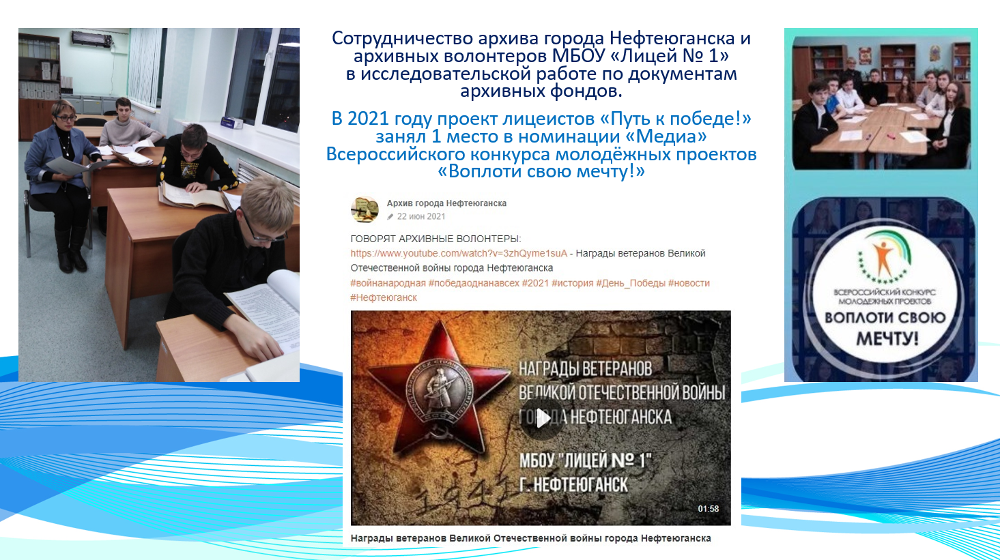 Сотрудничество архива города Нефтеюганска и
архивных волонтеров МБОУ «Лицей № 1»
в исследовательской работе по документам
архивных фондов.
В 2021 году проект лицеистов «Путь к победе!»
занял 1 место в номинации «Медиа»
Всероссийского конкурса молодёжных проектов
«Воплоти свою мечту!»
Архив города Нефтеюганска
22 июн 2021
ГОВОРЯТ АРХИВНЫЕ ВОЛОНТЕРЫ:
https://www.youtube.com/watch?v=3zhQyme1suA - Награды ветеранов Великой
Отечественной войны города Нефтеюганска
#войнанародная #победаоднанавсех #2021 #история #День_Победы #новости
#Нефтеюганск
НАГРАДЫ ВЕТЕРАНОВ
ВЕЛИКОЙ ОТЕЧЕСТВЕННОЙ ВОЙНЫ
ГОРОДА НЕФТЕЮГАНСКА
МБОУ "ЛИЦЕЙ № 1"
Г. НЕФТЕЮГАНСК
01:58
Награды ветеранов Великой Отечественной войны города Нефтеюганска
ВСЕРОССИЙСКИЙ КОНКУРС
МОЛОДЕЖНЫХ ПРОЕКТОВ
ВОПЛОТИ СВОЮ
МЕЧТУ!